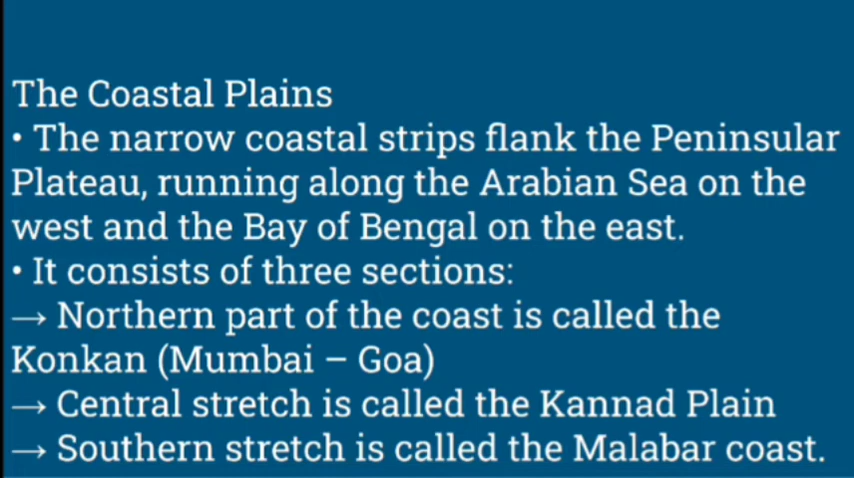 The Coastal Plains
• The narrow coastal strips flank the Peninsular
Plateau, running along the Arabian Sea on the
west and the Bay of Bengal on the east.
• It consists of three sections:
→ Northern part of the coast is called the
Konkan (Mumbai – Goa)
→ Central stretch is called the Kannad Plain
→ Southern stretch is called the Malabar coast.